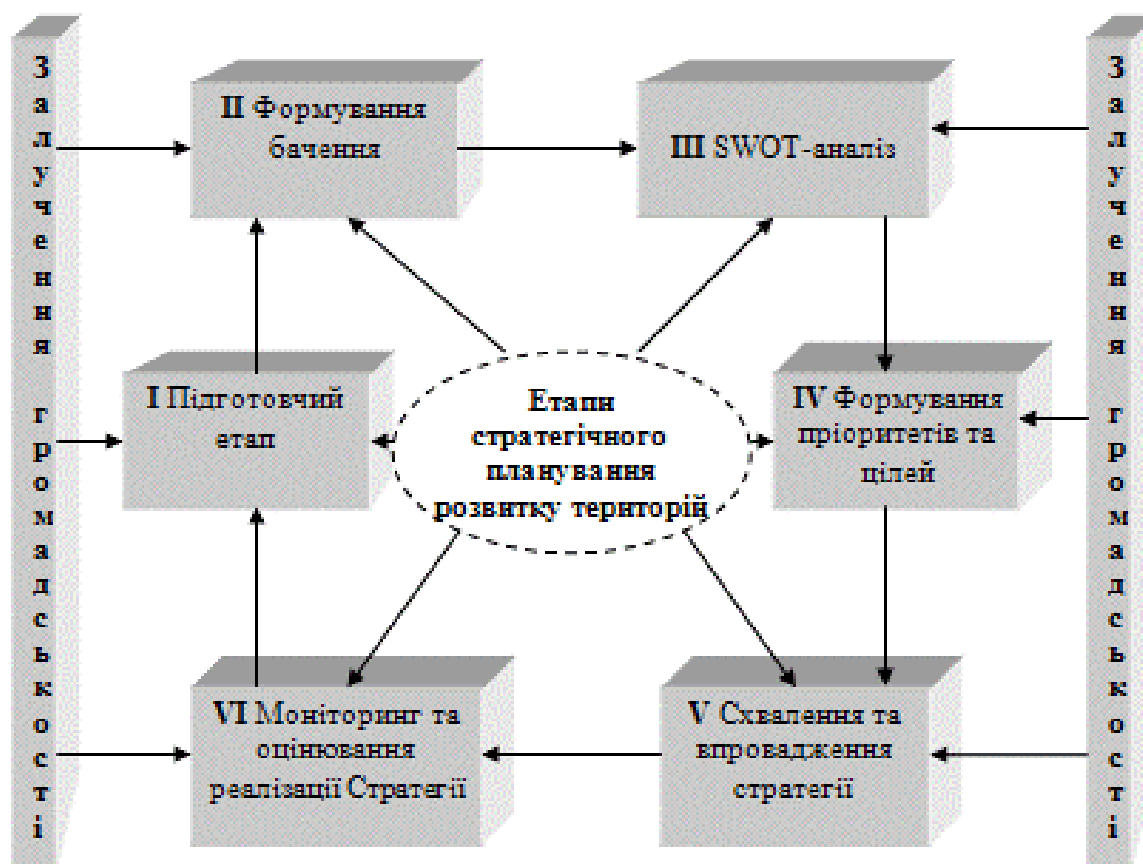 Залучення громадськості
II Формування
бачення
III SWOT-аналіз
I Підготовчий
етап
Етапи
стратегічного
планування
розвитку територій
IV Формування
пріоритетів та
цілей
VI Моніторинг та
оцінювання
реалізації Стратегії
V Схвалення та
впровадження
стратегії
Залучення громадськості